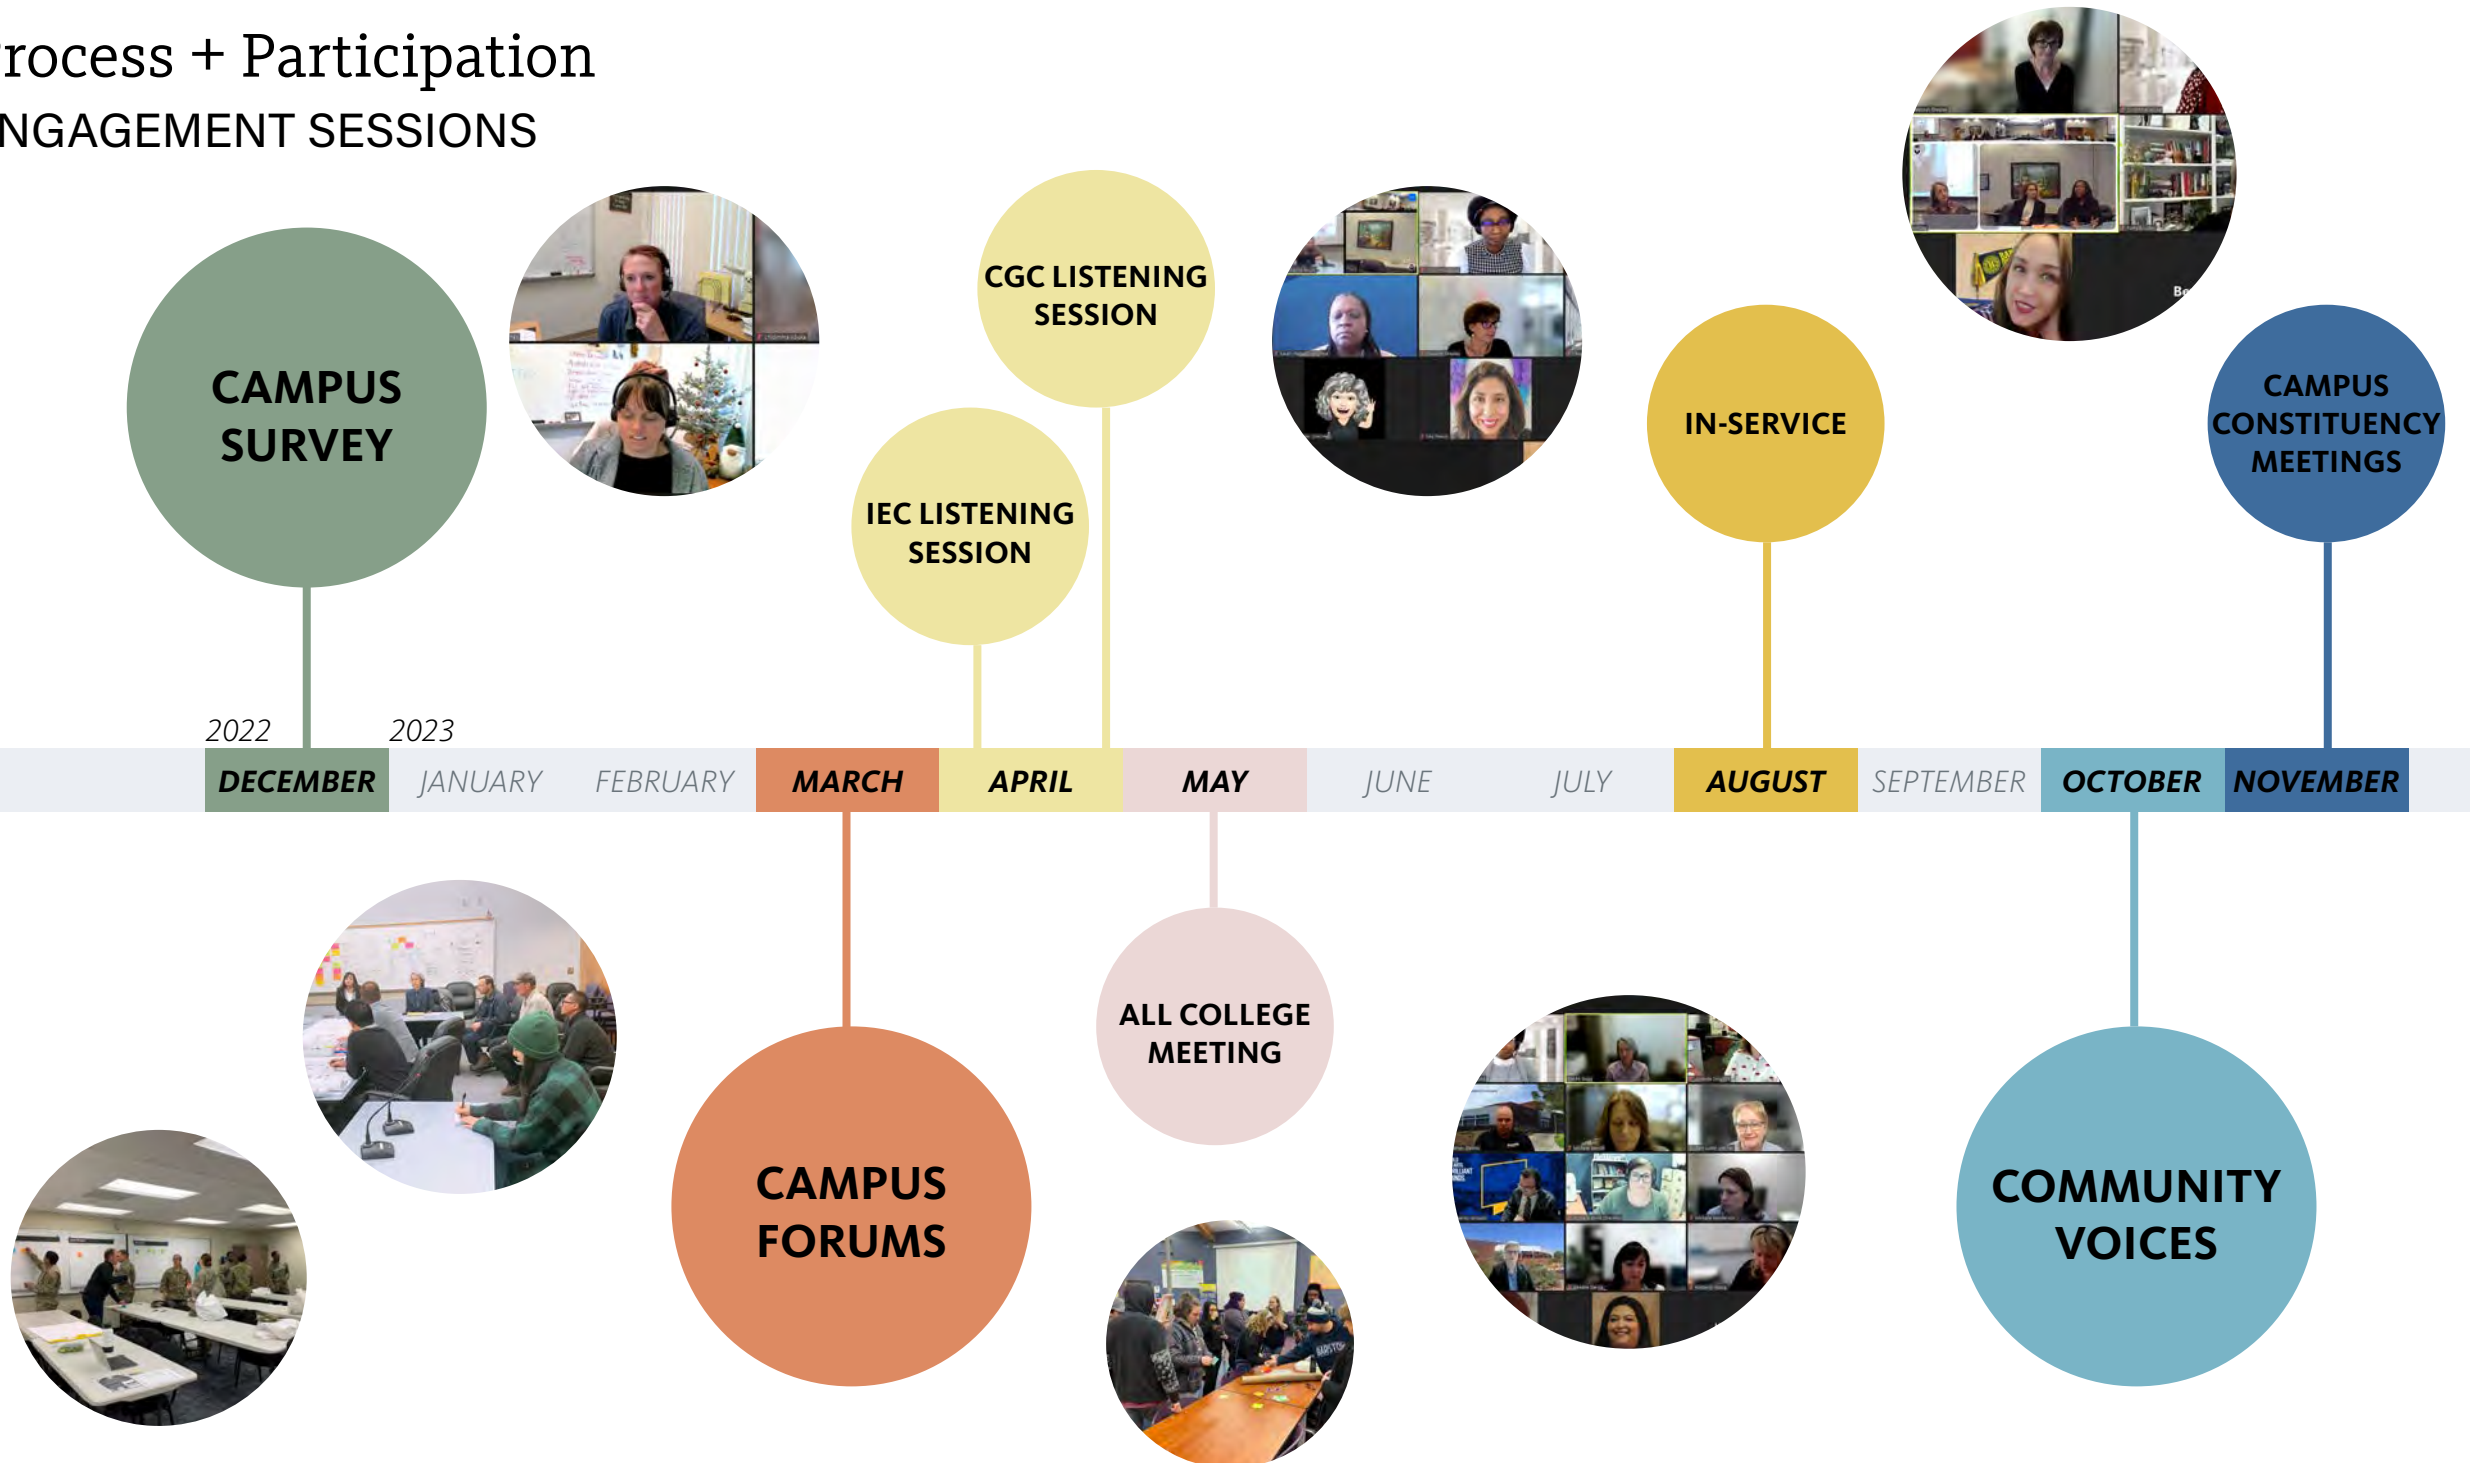 rocess + Participation
NGAGEMENT SESSIONS
CGC LISTENING
SESSION
CAMPUS
SURVEY
IN-SERVICE
CAMPUS
CONSTITUENCY
MEETINGS
IEC LISTENING
SESSION
2022
2023
DECEMBER
JANUARY
FEBRUARY
MARCH
APRIL
MAY
JUNE
JULY
AUGUST
SEPTEMBER
OCTOBER
NOVEMBER
ALL COLLEGE
MEETING
CAMPUS
FORUMS
COMMUNITY
VOICES